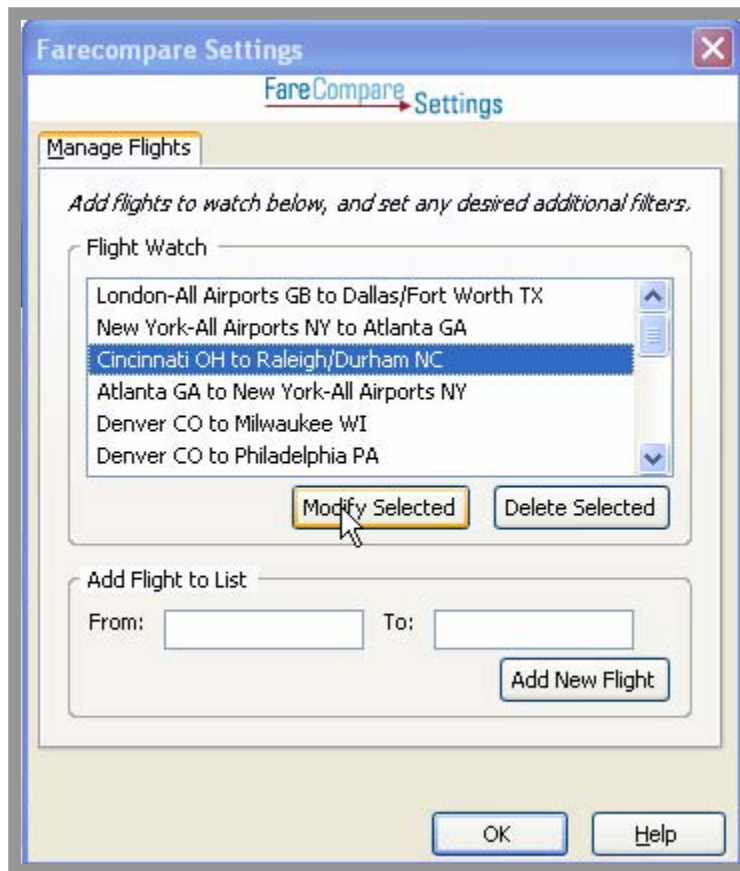 Farecompare Settings
FareCompare Settings
Manage Flights
Add flights to watch below, and set any desired additional filters.
Flight Watch
London-All Airports GB to Dallas/Fort Worth TX
New York-All Airports NY to Atlanta GA
Cincinnati OH to Raleigh/Durham NC
Atlanta GA to New York-All Airports NY
Denver CO to Milwaukee WI
Denver CO to Philadelphia PA
Modify Selected Delete Selected
Add Flight to List
From: To:
Add New Flight
OK Help